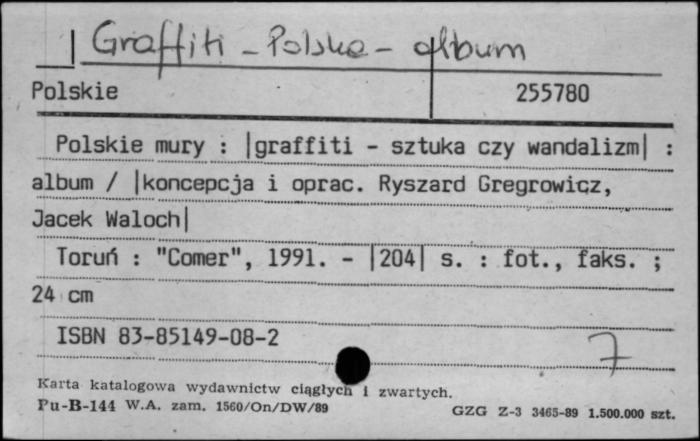 Graffiti - Polska - album
Polskie 255780
Polskie mury : |graffiti - sztuka czy wandalizm| :
album / |koncepcja i oprac. Ryszard Gregrowicz,
Jacek Waloch|
Toruń : "Comer", 1991. - |204| s. : fot., faks. ;
24 cm
ISBN 83-85149-08-2
7
Karta katalogowa wydawnictw ciągłych i zwartych.
Pu-B-144 W.A. zam. 1560/On/DW/89 GZG Z-3 3465-89 1.500.000 szt.